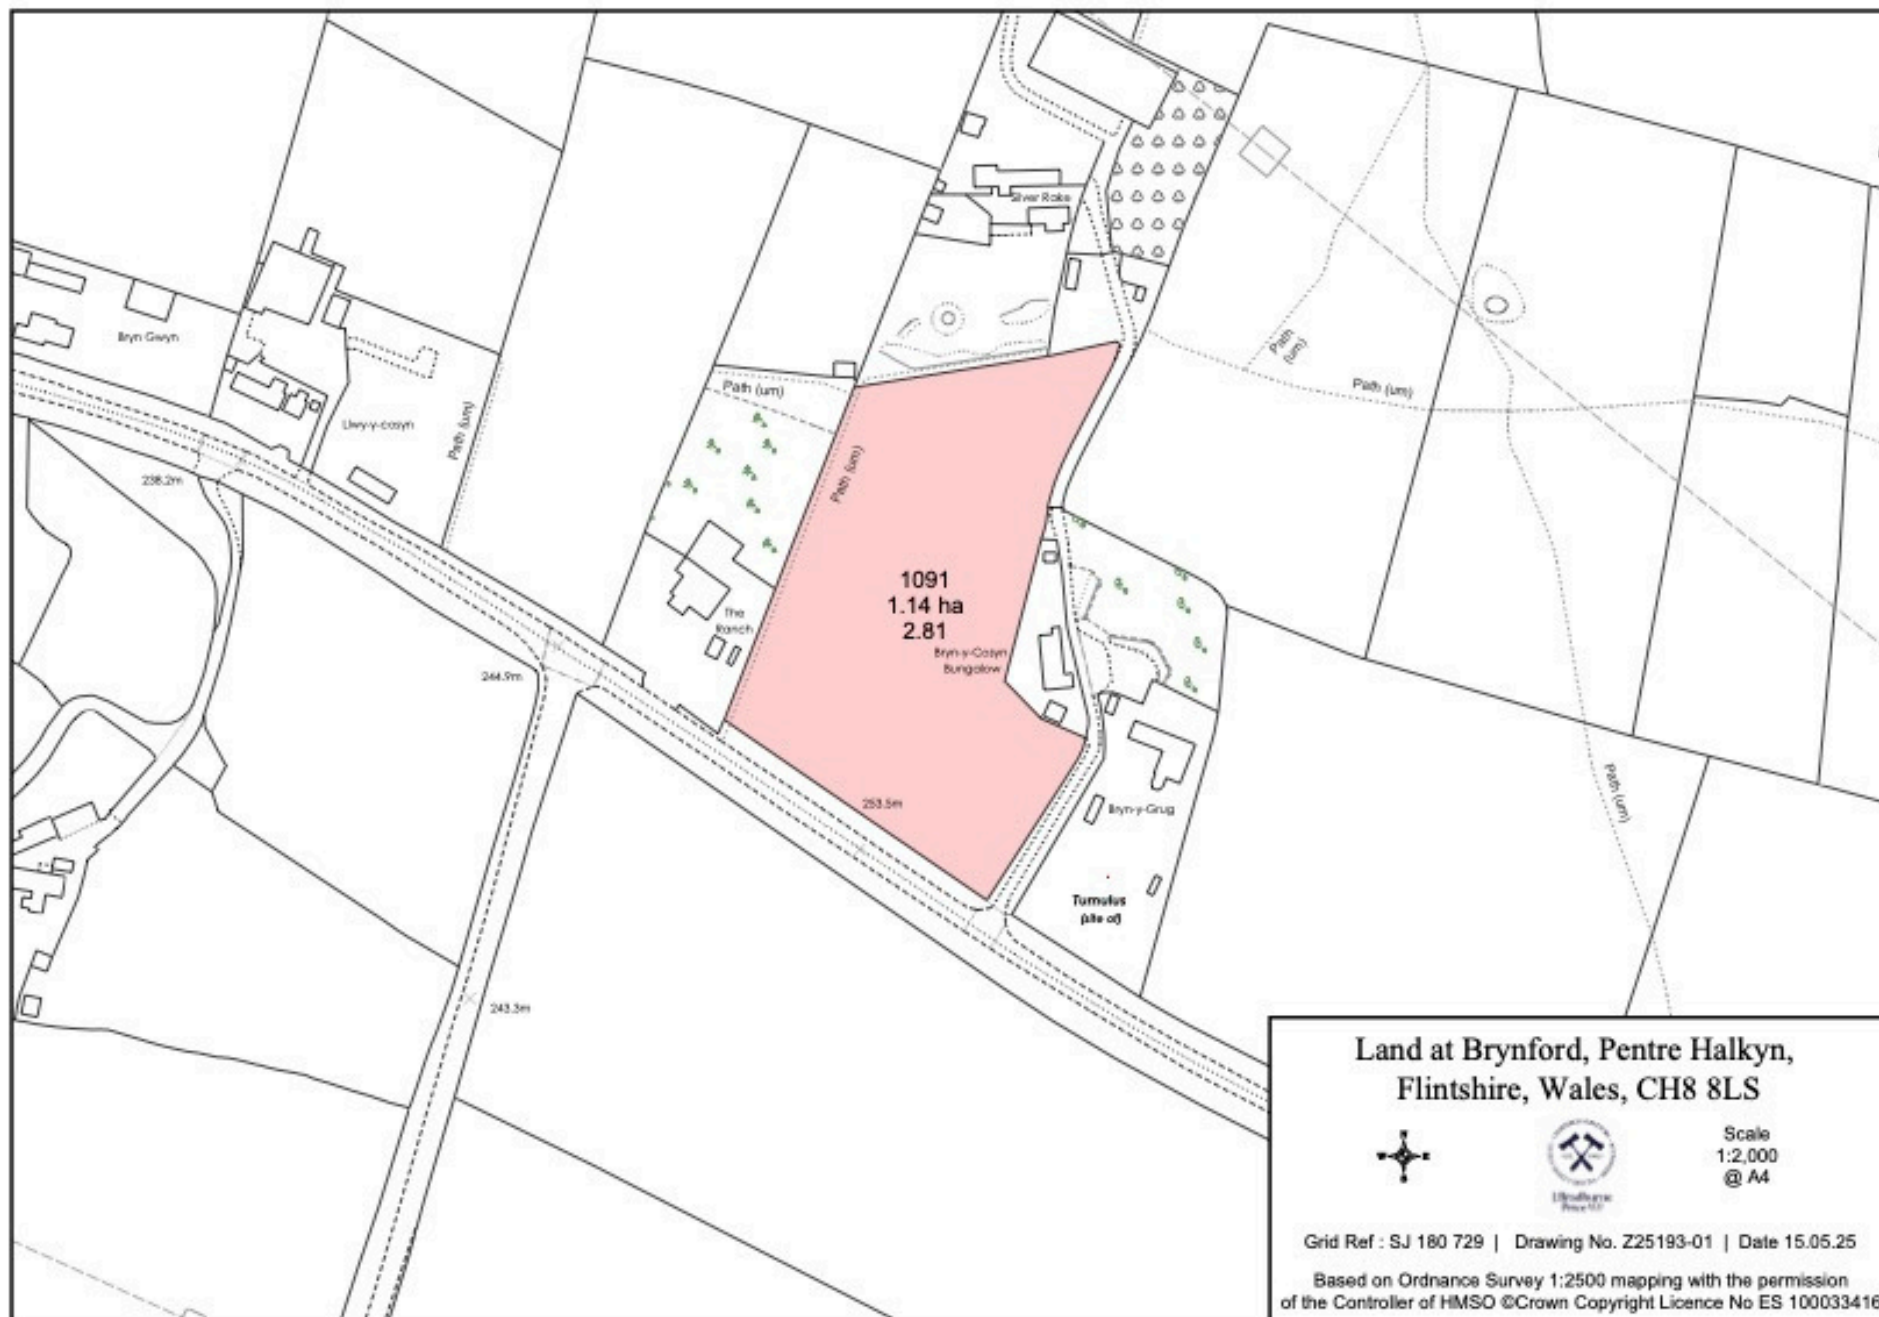 Silver Rake
Bryn Gwyn
Llwy-y-cosyn
Path (um)
238.2m
Path (um)
Path (um)
Path
(um)
Path (um)
1091
1.14 ha
2.81
The
Ranch
Bryn-y-Cosyn
Bungalow
244.9m
253.5m
Bryn-y-Grug
Path (um)
Tumulus
(site of)
243.3m
Land at Brynford, Pentre Halkyn,
Flintshire, Wales, CH8 8LS
N
W E
S
Scale
1:2,000
@ A4
J Bradburne
Price
Grid Ref : SJ 180 729 | Drawing No. Z25193-01 | Date 15.05.25
Based on Ordnance Survey 1:2500 mapping with the permission
of the Controller of HMSO ©Crown Copyright Licence No ES 100033416